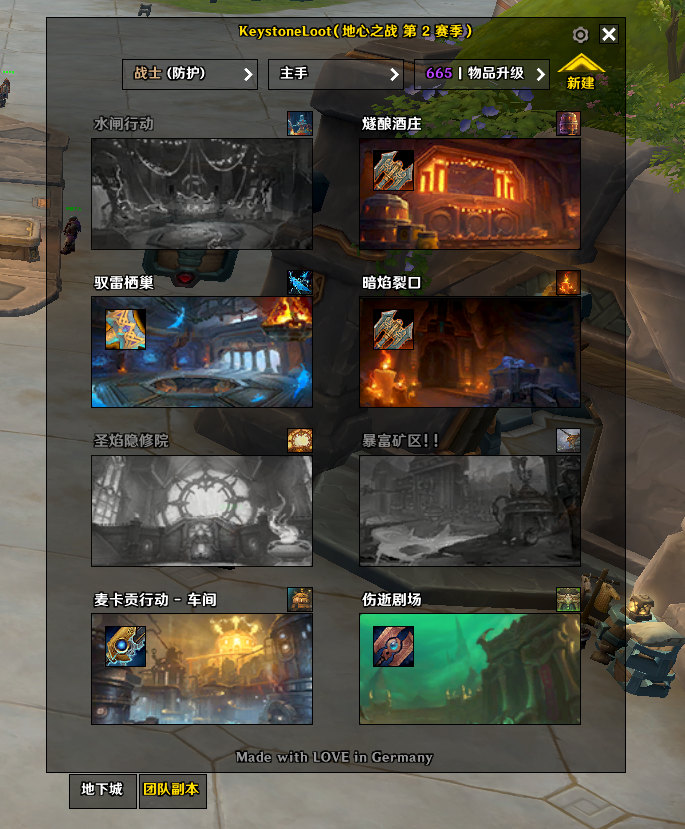 KeystoneLoot (地心之战 第 2 赛季)
战士 (防护)
主手
665 | 物品升级
新建
水闸行动
燧酿酒庄
驭雷栖巢
暗焰裂口
圣焰隐修院
暴富矿区！！
麦卡贡行动 - 车间
伤逝剧场
Made with LOVE in Germany
地下城
团队副本